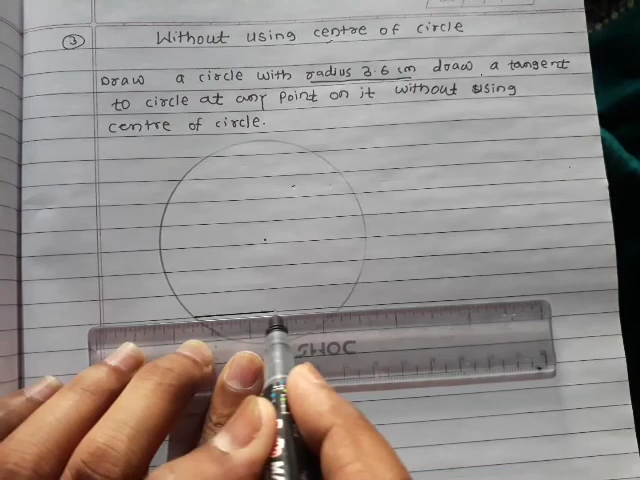 ③ Without using centre of circle
Draw a circle with radius 3.6 cm draw a tangent
to circle at any point on it without using
centre of circle.